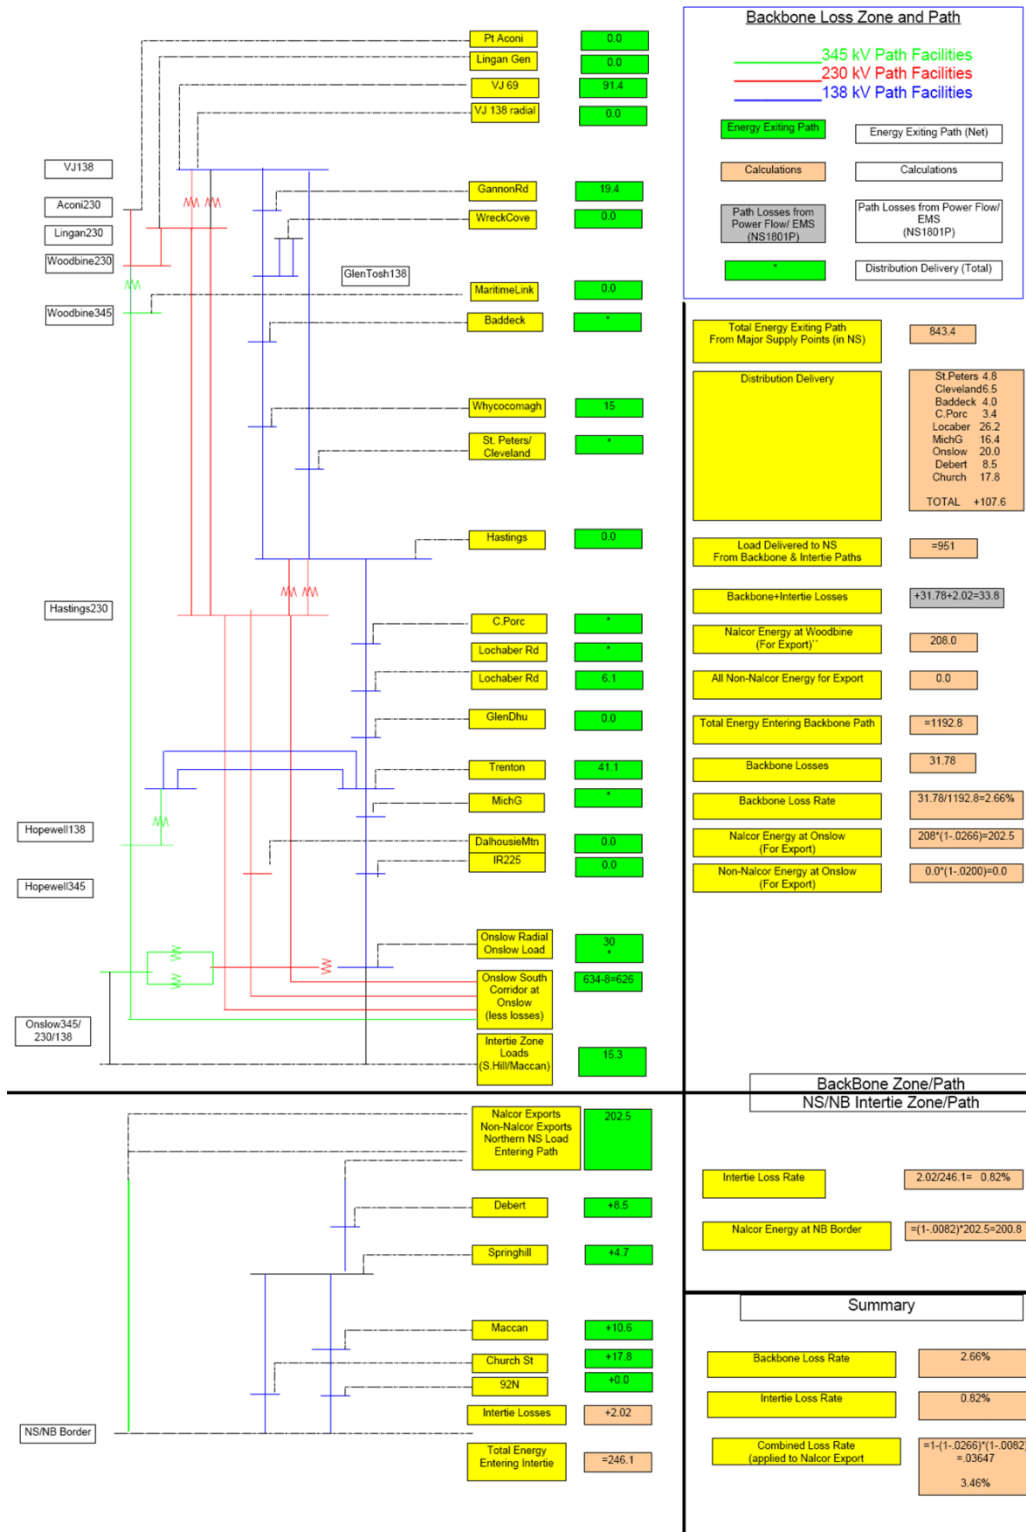 Backbone Loss Zone and Path
345 kV Path Facilities
230 kV Path Facilities
138 kV Path Facilities
Energy Exiting Path
Energy Exiting Path (Net)
Calculations
Calculations
Path Losses from
Power Flow/ EMS
(NS1801P)
Path Losses from Power Flow/
EMS
(NS1801P)
*
Distribution Delivery (Total)
Pt Aconi
0.0
Lingan Gen
0.0
VJ 69
91.4
VJ 138 radial
0.0
VJ138
GannonRd
19.4
Aconi230
WreckCove
0.0
Lingan230
Woodbine230
GlenTosh138
MaritimeLink
0.0
Woodbine345
Baddeck
*
Whycocomagh
15
St. Peters/
Cleveland
*
Hastings
0.0
Hastings230
C.Porc
*
Lochaber Rd
*
Lochaber Rd
6.1
GlenDhu
0.0
Trenton
41.1
MichG
*
Hopewell138
DalhousieMtn
0.0
IR225
0.0
Hopewell345
Onslow Radial
Onslow Load
30
*
Onslow South
Corridor at
Onslow
(less losses)
634-8=626
Onslow345/
230/138
Intertie Zone
Loads
(S.Hill/Maccan)
15.3
Total Energy Exiting Path
From Major Supply Points (in NS)
843.4
Distribution Delivery
St.Peters 4.8
Cleveland6.5
Baddeck 4.0
C.Porc 3.4
Locaber 26.2
MichG 16.4
Onslow 20.0
Debert 8.5
Church 17.8
TOTAL +107.6
Load Delivered to NS
From Backbone & Intertie Paths
=951
Backbone+Intertie Losses
+31.78+2.02=33.8
Nalcor Energy at Woodbine
(For Export)**
208.0
All Non-Nalcor Energy for Export
0.0
Total Energy Entering Backbone Path
=1192.8
Backbone Losses
31.78
Backbone Loss Rate
31.78/1192.8=2.66%
Nalcor Energy at Onslow
(For Export)
208*(1-.0266)=202.5
Non-Nalcor Energy at Onslow
(For Export)
0.0*(1-.0200)=0.0
BackBone Zone/Path
NS/NB Intertie Zone/Path
Nalcor Exports
Non-Nalcor Exports
Northern NS Load
Entering Path
202.5
Debert
+8.5
Springhill
+4.7
Maccan
+10.6
Church St
+17.8
92N
+0.0
Intertie Losses
+2.02
NS/NB Border
Total Energy
Entering Intertie
=246.1
Intertie Loss Rate
2.02/246.1= 0.82%
Nalcor Energy at NB Border
=(1-.0082)*202.5=200.8
Summary
Backbone Loss Rate
2.66%
Intertie Loss Rate
0.82%
Combined Loss Rate
(applied to Nalcor Export
=1-(1-.0266)*(1-.0082)
=.03647
3.46%